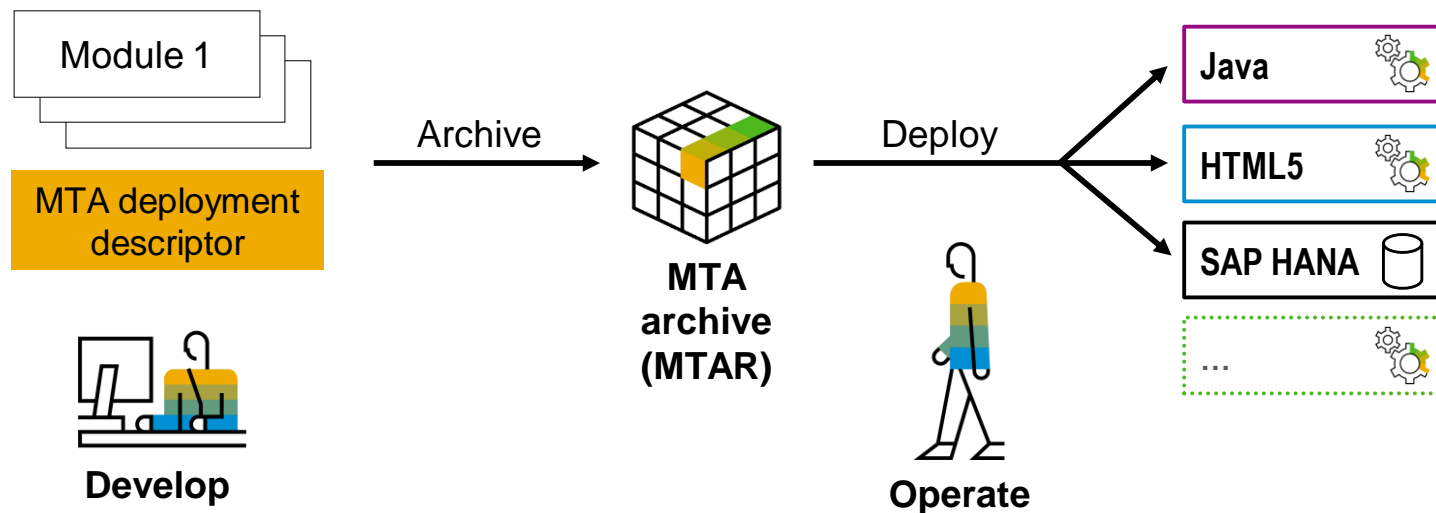 Module 1
MTA deployment
descriptor
Develop
Archive
MTA
archive
(MTAR)
Deploy
Operate
Java
HTML5
SAP HANA
...